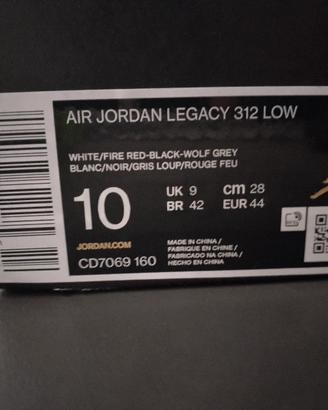 AIR JORDAN LEGACY 312 LOW
WHITE/FIRE RED-BLACK-WOLF GREY
BLANC/NOIR/GRIS LOUP/ROUGE FEU
10
UK 9 cm 28
BR 42 EUR 44
JORDAN.COM
CD7069 160
MADE IN CHINA /
FABRIQUE EN CHINE /
FABRICADO NA CHINA /
HECHO EN CHINA